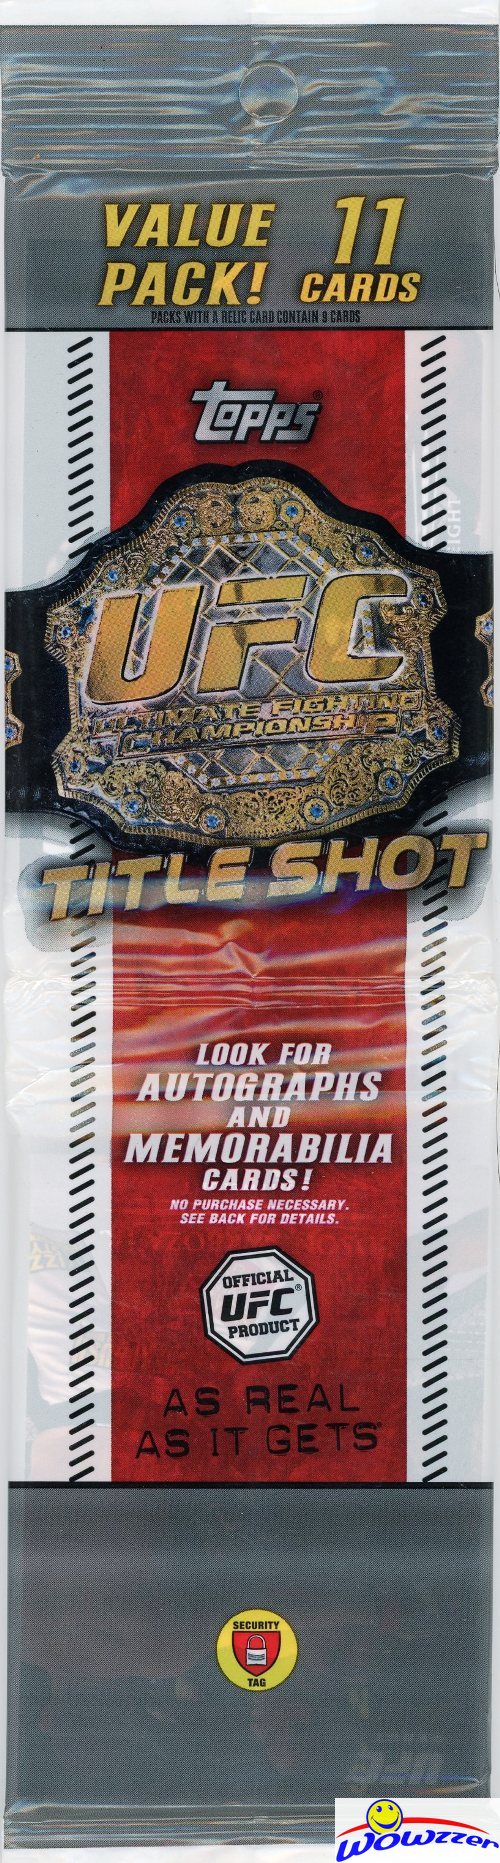 VALUE 11
PACK! CARDS
PACKS WITH A RELIC CARD CONTAIN 9 CARDS
Topps®
UFC
ULTIMATE FIGHTING
CHAMPIONSHIP
TITLE SHOT
LOOK FOR
AUTOGRAPHS
AND
MEMORABILIA
CARDS!
NO PURCHASE NECESSARY.
SEE BACK FOR DETAILS.
OFFICIAL
UFC®
PRODUCT
AS REAL
AS IT GETS®
SECURITY
TAG
WOWZZER